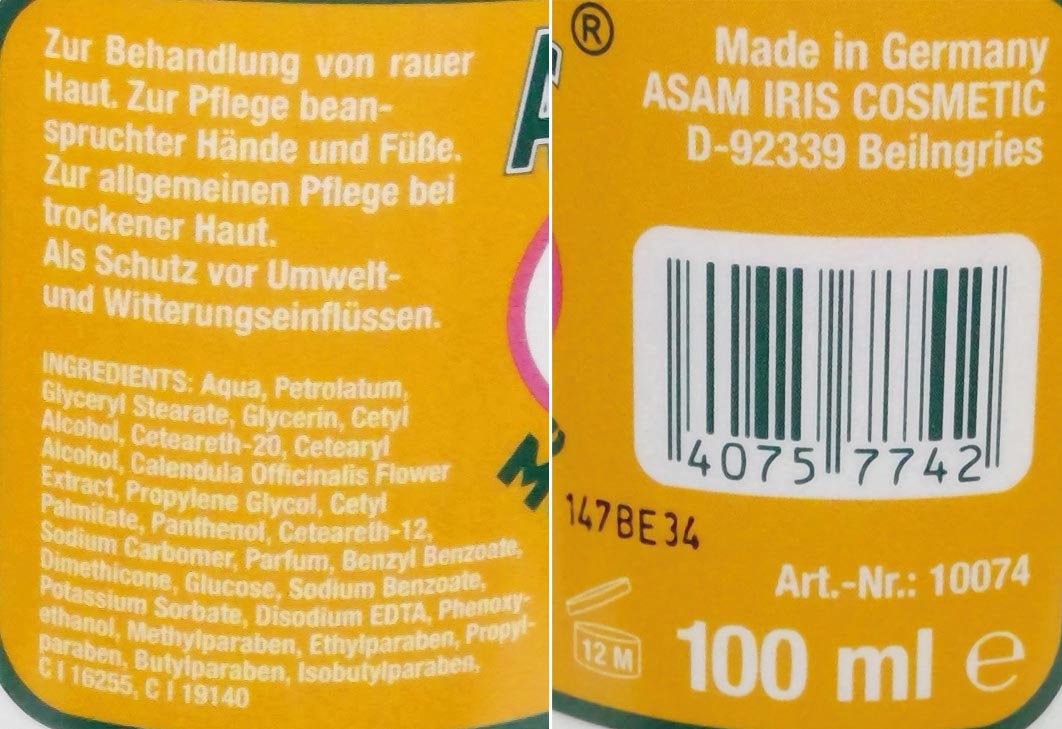 Zur Behandlung von rauer
Haut. Zur Pflege bean-
spruchter Hände und Füße.
Zur allgemeinen Pflege bei
trockener Haut.
Als Schutz vor Umwelt-
und Witterungseinflüssen.
INGREDIENTS: Aqua, Petrolatum,
Glyceryl Stearate, Glycerin, Cetyl
Alcohol, Ceteareth-20, Cetearyl
Alcohol, Calendula Officinalis Flower
Extract, Propylene Glycol, Cetyl
Palmitate, Panthenol, Ceteareth-12,
Sodium Carbomer, Parfum, Benzyl Benzoate,
Dimethicone, Glucose, Sodium Benzoate,
Potassium Sorbate, Disodium EDTA, Phenoxy-
ethanol, Methylparaben, Ethylparaben, Propyl-
paraben, Butylparaben, Isobutylparaben,
C I 16255, C I 19140
®
Made in Germany
ASAM IRIS COSMETIC
D-92339 Beilngries
4075 7742
147BE34
Art.-Nr.: 10074
12 M
100 ml ℮